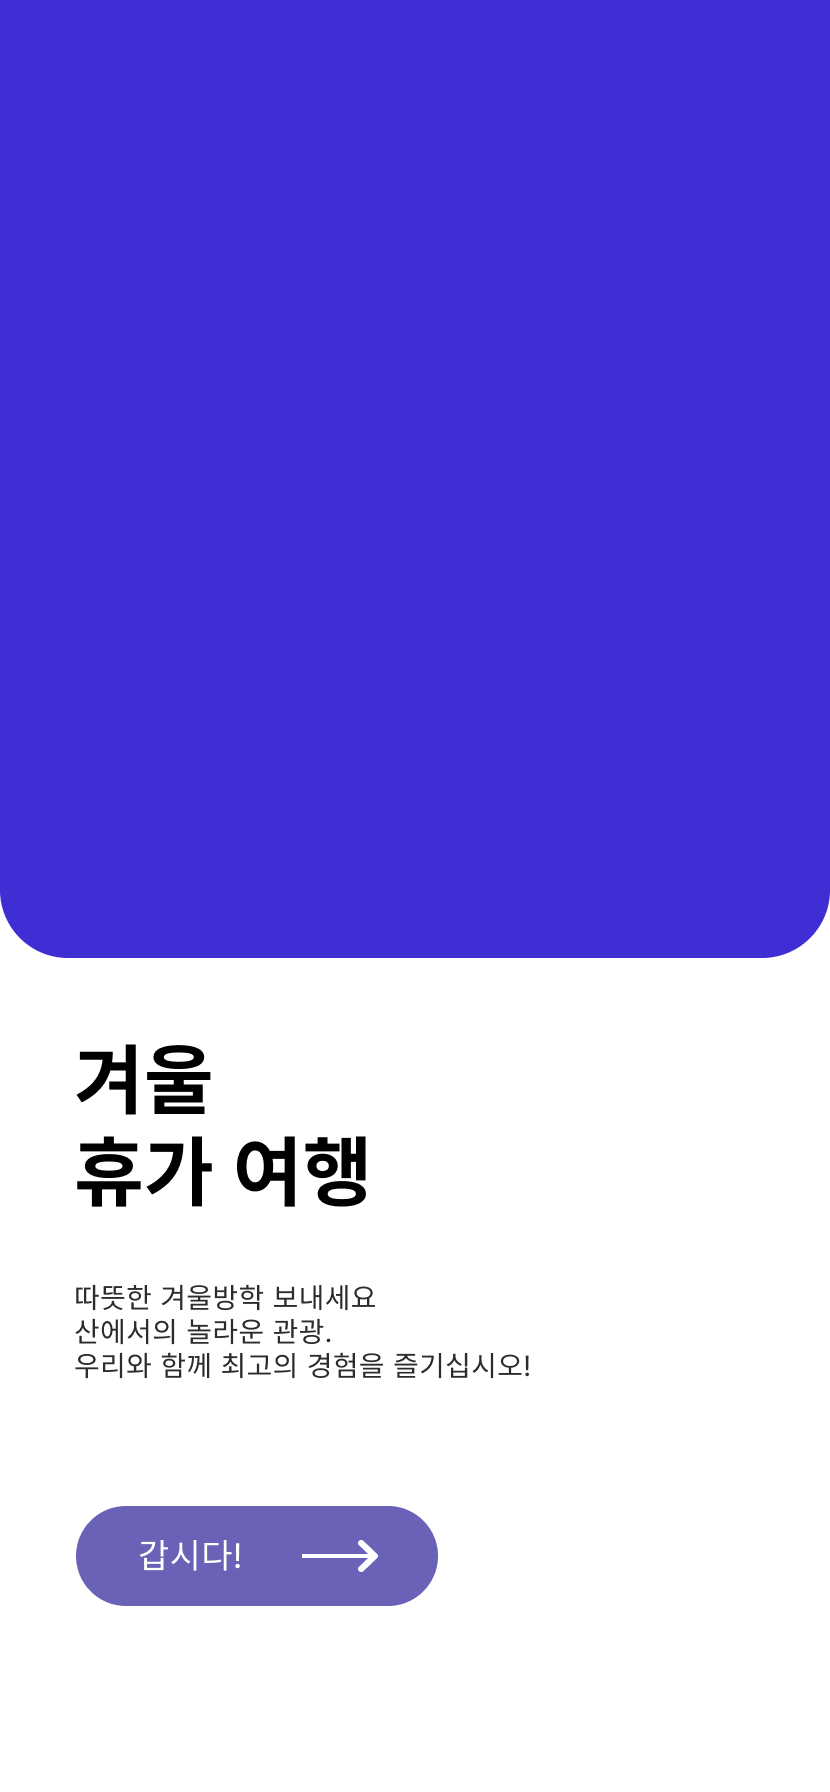 겨울
휴가 여행
따뜻한 겨울방학 보내세요
산에서의 놀라운 관광.
우리와 함께 최고의 경험을 즐기십시오!
갑시다!